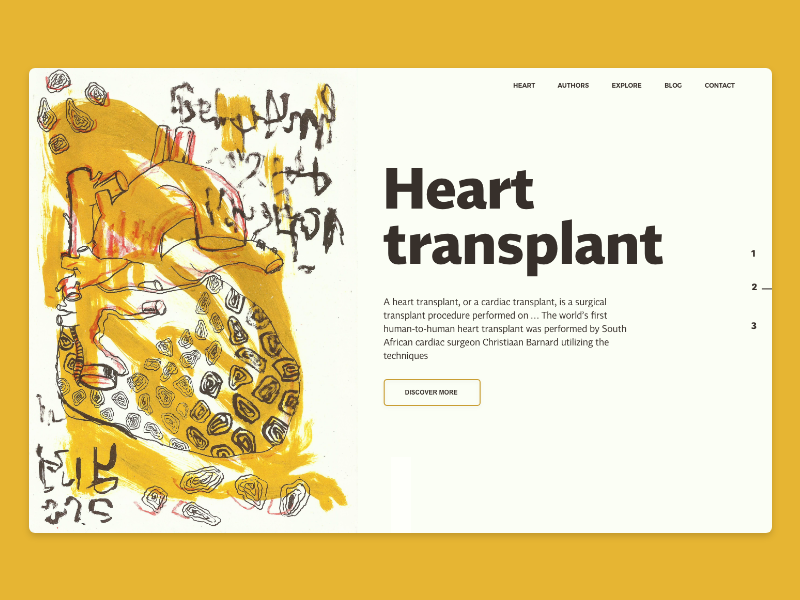 HEART AUTHORS EXPLORE BLOG CONTACT
Heart
transplant
A heart transplant, or a cardiac transplant, is a surgical
transplant procedure performed on ... The world's first
human-to-human heart transplant was performed by South
African cardiac surgeon Christiaan Barnard utilizing the
techniques
DISCOVER MORE
1
2
3